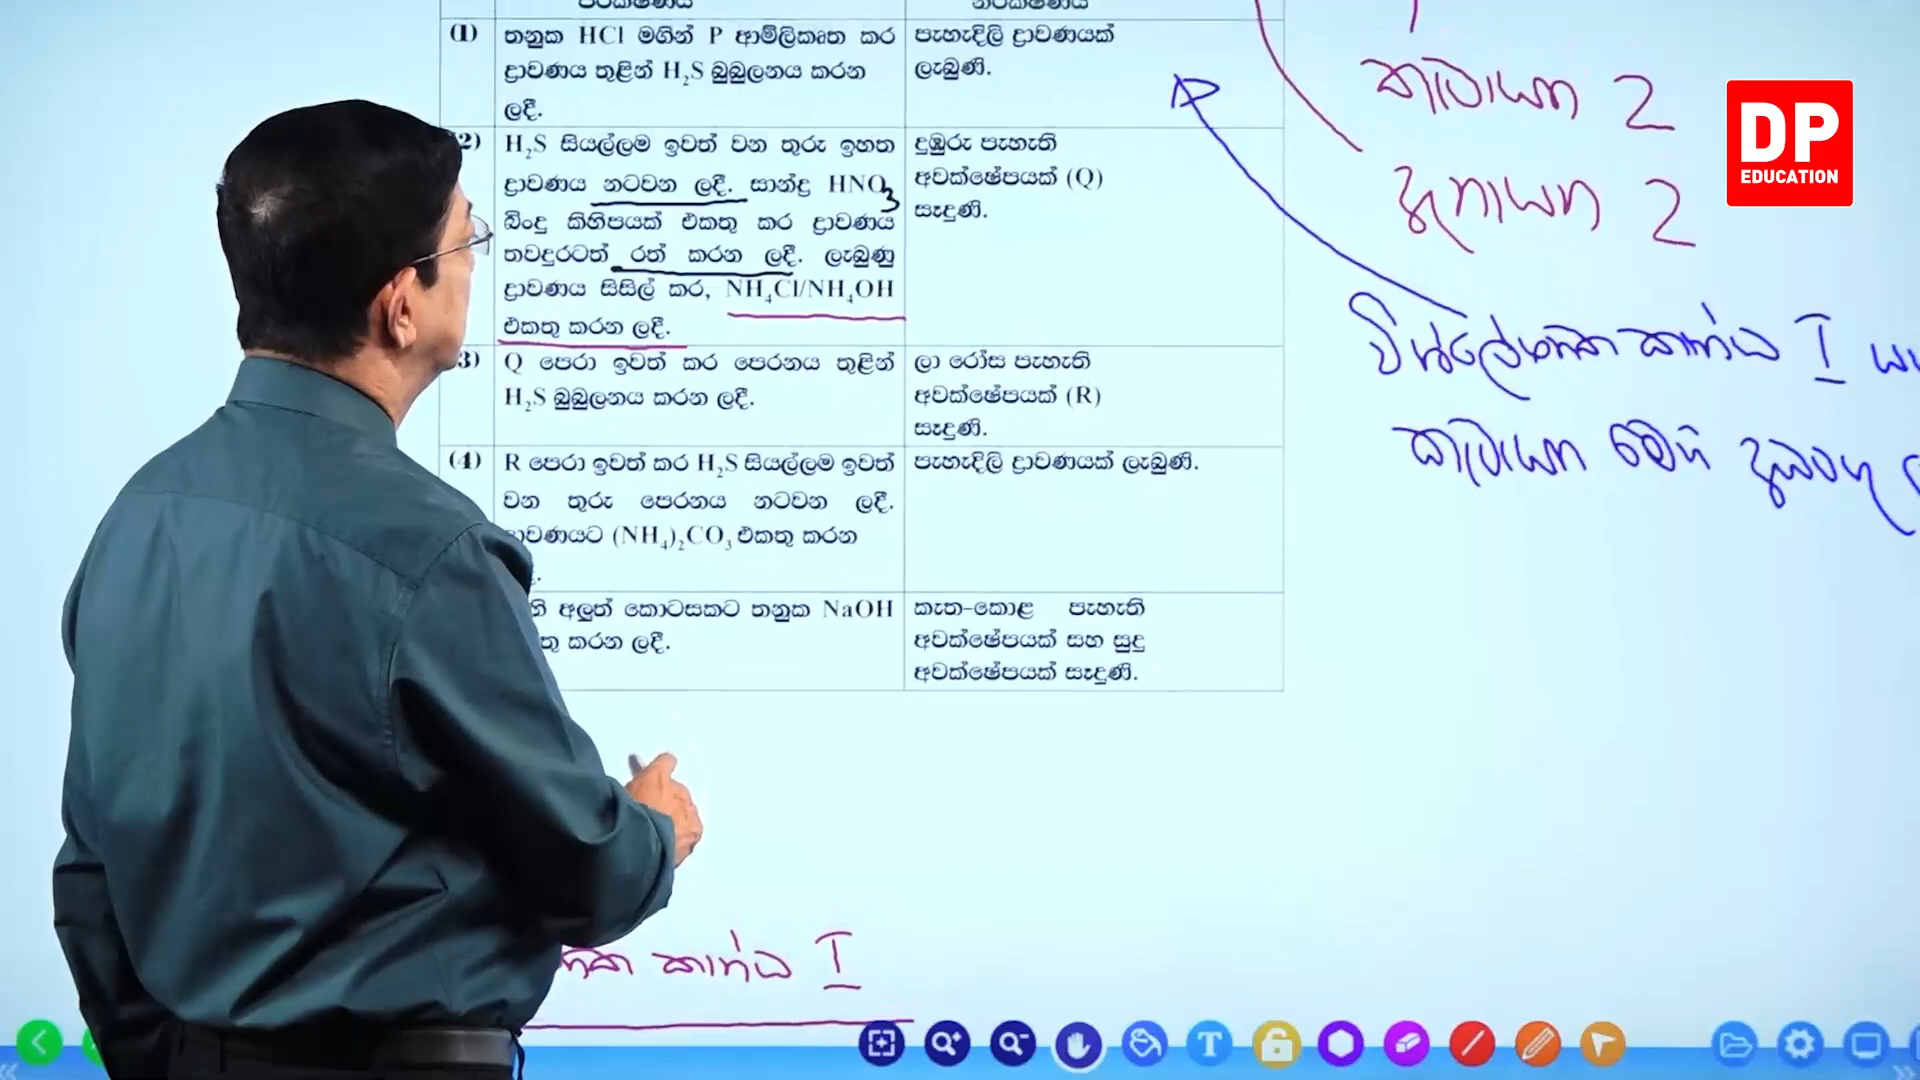 (1) තනුක HCl මගින් P ආම්ලිකෘත කර
ද්‍රාවණය තුළින් H₂S බුබුලනය කරන
ලදී.
පැහැදිලි ද්‍රාවණයක්
ලැබුණි.
2) H₂S සියල්ලම ඉවත් වන තුරු ඉහත
ද්‍රාවණය නටවන ලදී. සාන්ද්‍ර HNO3
බිංදු කිහිපයක් එකතු කර ද්‍රාවණය
තවදුරටත් රත් කරන ලදී. ලැබුණු
ද්‍රාවණය සිසිල් කර, NH₄Cl/NH₄OH
එකතු කරන ලදී.
දුඹුරු පැහැති
අවක්ෂේපයක් (Q)
සෑදුණි.
3) Q පෙරා ඉවත් කර පෙරනය තුළින්
H₂S බුබුලනය කරන ලදී.
ලා රෝස පැහැති
අවක්ෂේපයක් (R)
සෑදුණි.
(4) R පෙරා ඉවත් කර H₂S සියල්ලම ඉවත්
වන තුරු පෙරනය නටවන ලදී.
ද්‍රාවණයට (NH₄)₂CO₃ එකතු කරන
පැහැදිලි ද්‍රාවණයක් ලැබුණි.
හි අලුත් කොටසකට තනුක NaOH
කරන ලදී.
කැත-කොළ පැහැති
අවක්ෂේපයක් සහ සුදු
අවක්ෂේපයක් සෑදුණි.
කැටායන 2
ඇනායන 2
විශ්ලේශක කාණ්ඩ I
කැටායන මෙහි
කාණ්ඩ I
DP
EDUCATION